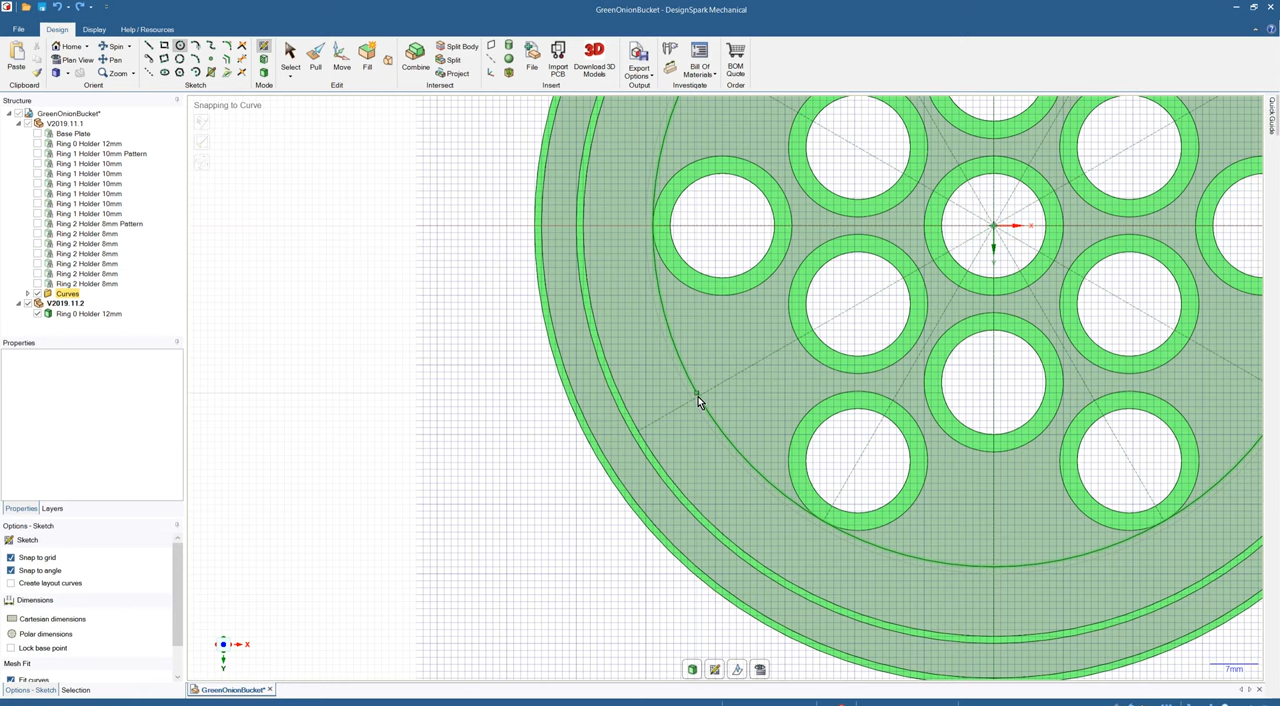 GreenOnionBucket - DesignSpark Mechanical
File
Design
Display
Help / Resources
Paste
Clipboard
Home
Plan View
Spin
Pan
Zoom
Orient
Sketch
Mode
Select
Pull
Move
Fill
Edit
Combine
Split Body
Split
Project
Intersect
File
Import PCB
Download 3D Models
3D
Insert
Export Options
Output
Bill Of Materials
Investigate
BOM Quote
Order
Structure
Snapping to Curve
Quick Guide
GreenOnionBucket*
V2019.11.1
Base Plate
Ring 0 Holder 12mm
Ring 1 Holder 10mm Pattern
Ring 1 Holder 10mm
Ring 1 Holder 10mm
Ring 1 Holder 10mm
Ring 1 Holder 10mm
Ring 1 Holder 10mm
Ring 1 Holder 10mm
Ring 2 Holder 8mm Pattern
Ring 2 Holder 8mm
Ring 2 Holder 8mm
Ring 2 Holder 8mm
Ring 2 Holder 8mm
Ring 2 Holder 8mm
Ring 2 Holder 8mm
Curves
V2019.11.2
Ring 0 Holder 12mm
X
Y
Properties
Properties
Layers
Options - Sketch
Sketch
Snap to grid
Snap to angle
Create layout curves
Dimensions
Cartesian dimensions
Polar dimensions
Lock base point
Mesh Fit
Fit curves
Options - Sketch
Selection
X
Y
7mm
GreenOnionBucket*